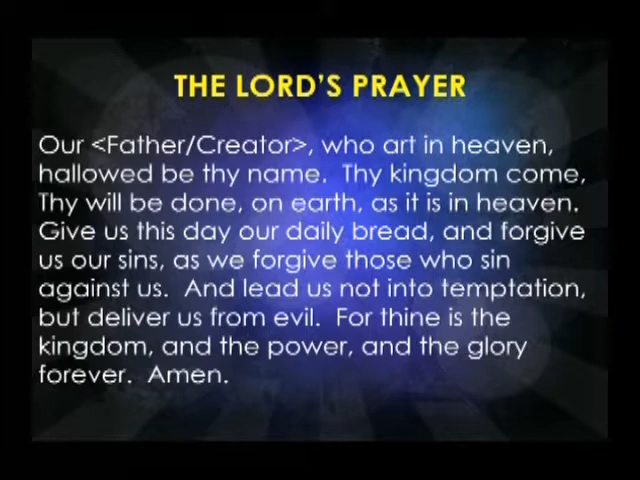 THE LORD'S PRAYER
Our <Father/Creator>, who art in heaven,
hallowed be thy name.  Thy kingdom come,
Thy will be done, on earth, as it is in heaven.
Give us this day our daily bread, and forgive
us our sins, as we forgive those who sin
against us.  And lead us not into temptation,
but deliver us from evil.  For thine is the
kingdom, and the power, and the glory
forever.  Amen.